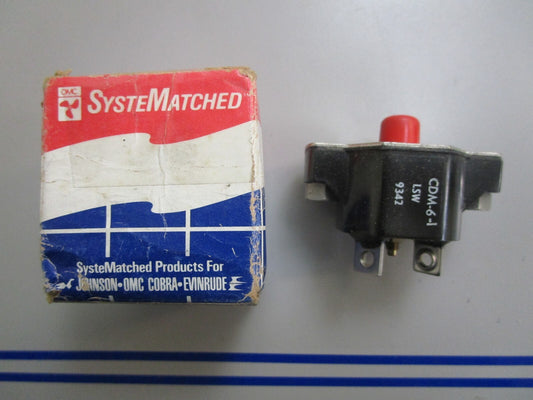 OMC
SYSTEMATCHED
SysteMatched Products For
JOHNSON•OMC COBRA•EVINRUDE
CDM-6-1
LSW
9342